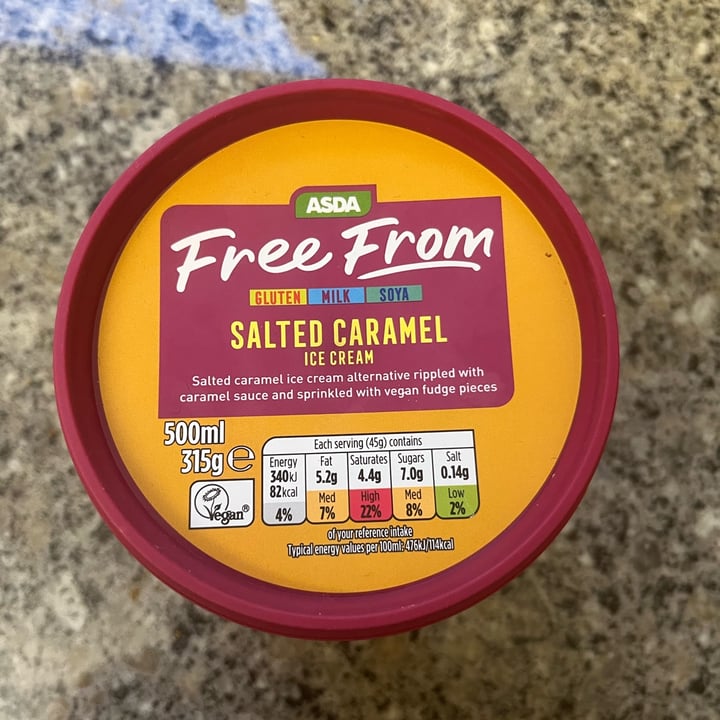 ASDA
Free From
GLUTEN MILK SOYA
SALTED CARAMEL
ICE CREAM
Salted caramel ice cream alternative rippled with
caramel sauce and sprinkled with vegan fudge pieces
500ml
315g e
Vegan®
Each serving (45g) contains
Energy Fat Saturates Sugars Salt
340kJ 5.2g 4.4g 7.0g 0.14g
82kcal
Med High Med Low
4% 7% 22% 8% 2%
of your reference intake
Typical energy values per 100ml: 476kJ/114kcal